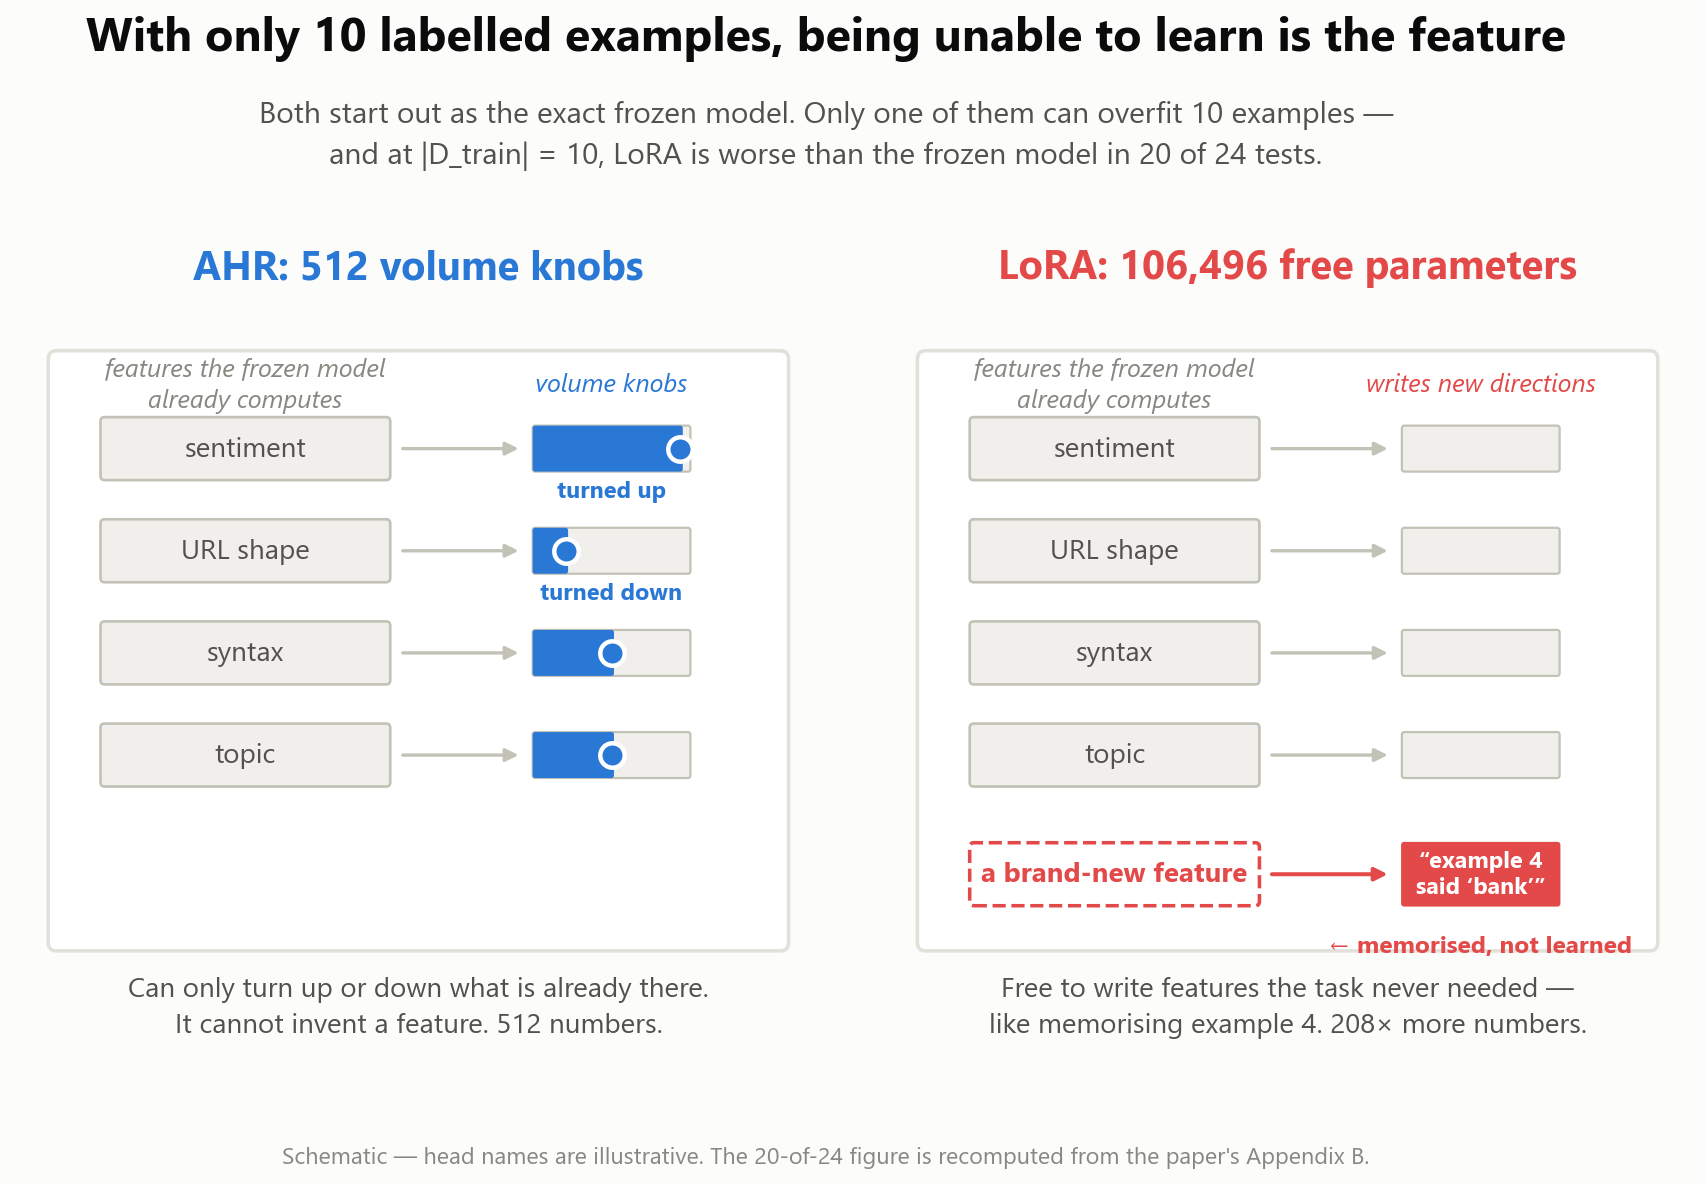 With only 10 labelled examples, being unable to learn is the feature
Both start out as the exact frozen model. Only one of them can overfit 10 examples —
and at |D_train| = 10, LoRA is worse than the frozen model in 20 of 24 tests.
AHR: 512 volume knobs
features the frozen model
already computes
volume knobs
sentiment
turned up
URL shape
turned down
syntax
topic
Can only turn up or down what is already there.
It cannot invent a feature. 512 numbers.
LoRA: 106,496 free parameters
features the frozen model
already computes
writes new directions
sentiment
URL shape
syntax
topic
a brand-new feature
“example 4
said ‘bank’”
← memorised, not learned
Free to write features the task never needed —
like memorising example 4. 208× more numbers.
Schematic — head names are illustrative. The 20-of-24 figure is recomputed from the paper's Appendix B.